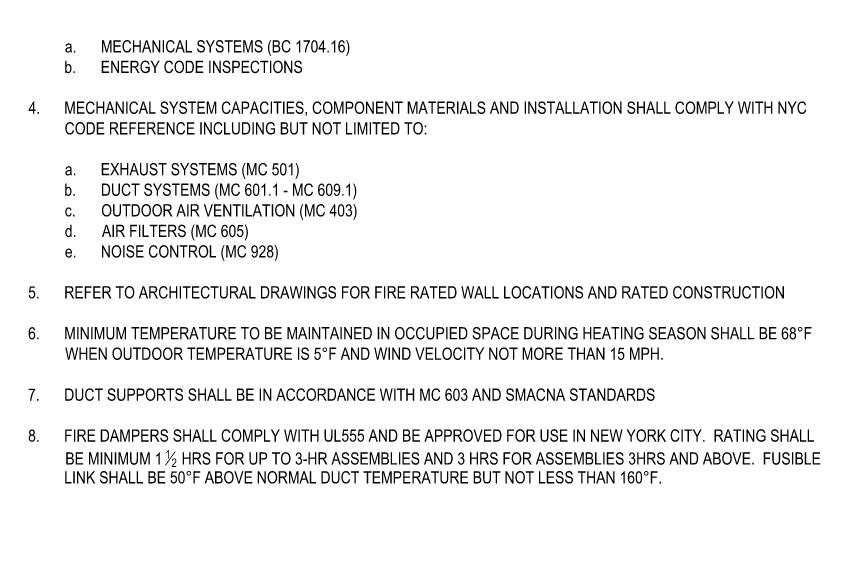 a. MECHANICAL SYSTEMS (BC 1704.16)
b. ENERGY CODE INSPECTIONS
4. MECHANICAL SYSTEM CAPACITIES, COMPONENT MATERIALS AND INSTALLATION SHALL COMPLY WITH NYC
CODE REFERENCE INCLUDING BUT NOT LIMITED TO:
a. EXHAUST SYSTEMS (MC 501)
b. DUCT SYSTEMS (MC 601.1 - MC 609.1)
c. OUTDOOR AIR VENTILATION (MC 403)
d. AIR FILTERS (MC 605)
e. NOISE CONTROL (MC 928)
5. REFER TO ARCHITECTURAL DRAWINGS FOR FIRE RATED WALL LOCATIONS AND RATED CONSTRUCTION
6. MINIMUM TEMPERATURE TO BE MAINTAINED IN OCCUPIED SPACE DURING HEATING SEASON SHALL BE 68°F
WHEN OUTDOOR TEMPERATURE IS 5°F AND WIND VELOCITY NOT MORE THAN 15 MPH.
7. DUCT SUPPORTS SHALL BE IN ACCORDANCE WITH MC 603 AND SMACNA STANDARDS
8. FIRE DAMPERS SHALL COMPLY WITH UL555 AND BE APPROVED FOR USE IN NEW YORK CITY. RATING SHALL
BE MINIMUM 1 ½ HRS FOR UP TO 3-HR ASSEMBLIES AND 3 HRS FOR ASSEMBLIES 3HRS AND ABOVE. FUSIBLE
LINK SHALL BE 50°F ABOVE NORMAL DUCT TEMPERATURE BUT NOT LESS THAN 160°F.